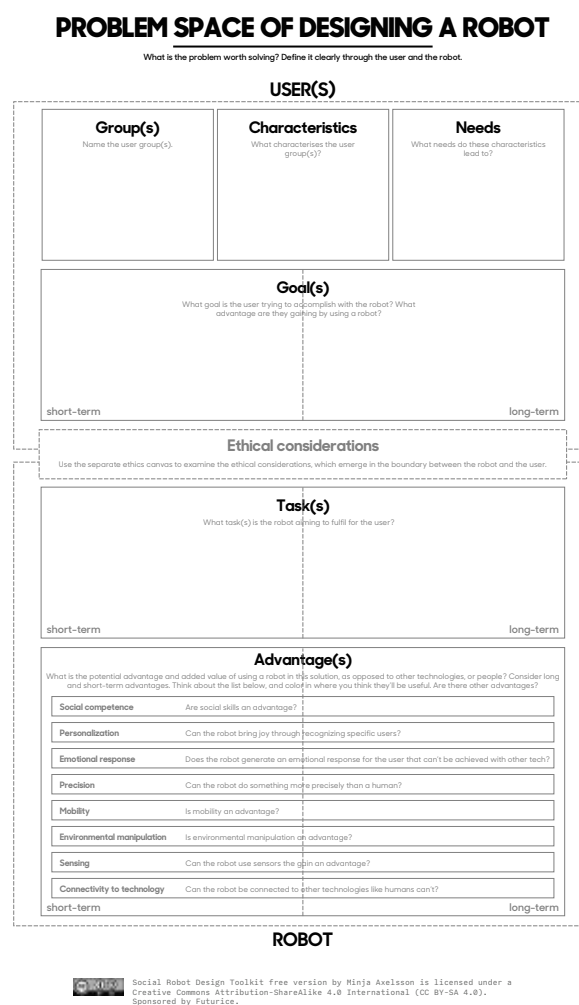 PROBLEM SPACE OF DESIGNING A ROBOT
What is the problem worth solving? Define it clearly through the user and the robot.
USER(S)
Group(s)
Name the user group(s).
Characteristics
What characterises the user
group(s)?
Needs
What needs do these characteristics
lead to?
Goal(s)
What goal is the user trying to accomplish with the robot? What
advantage are they gaining by using a robot?
short-term
long-term
Ethical considerations
Use the separate ethics canvas to examine the ethical considerations, which emerge in the boundary between the robot and the user.
Task(s)
What task(s) is the robot aiming to fulfil for the user?
short-term
long-term
Advantage(s)
What is the potential advantage and added value of using a robot in this solution, as opposed to other technologies, or people? Consider long
and short-term advantages. Think about the list below, and color in where you think they'll be useful. Are there other advantages?
Social competence Are social skills an advantage?
Personalization Can the robot bring joy through recognizing specific users?
Emotional response Does the robot generate an emotional response for the user that can't be achieved with other tech?
Precision Can the robot do something more precisely than a human?
Mobility Is mobility an advantage?
Environmental manipulation Is environmental manipulation an advantage?
Sensing Can the robot use sensors the gain an advantage?
Connectivity to technology Can the robot be connected to other technologies like humans can't?
short-term
long-term
ROBOT
Social Robot Design Toolkit free version by Minja Axelsson is licensed under a
Creative Commons Attribution-ShareAlike 4.0 International (CC BY-SA 4.0).
Sponsored by Futurice.